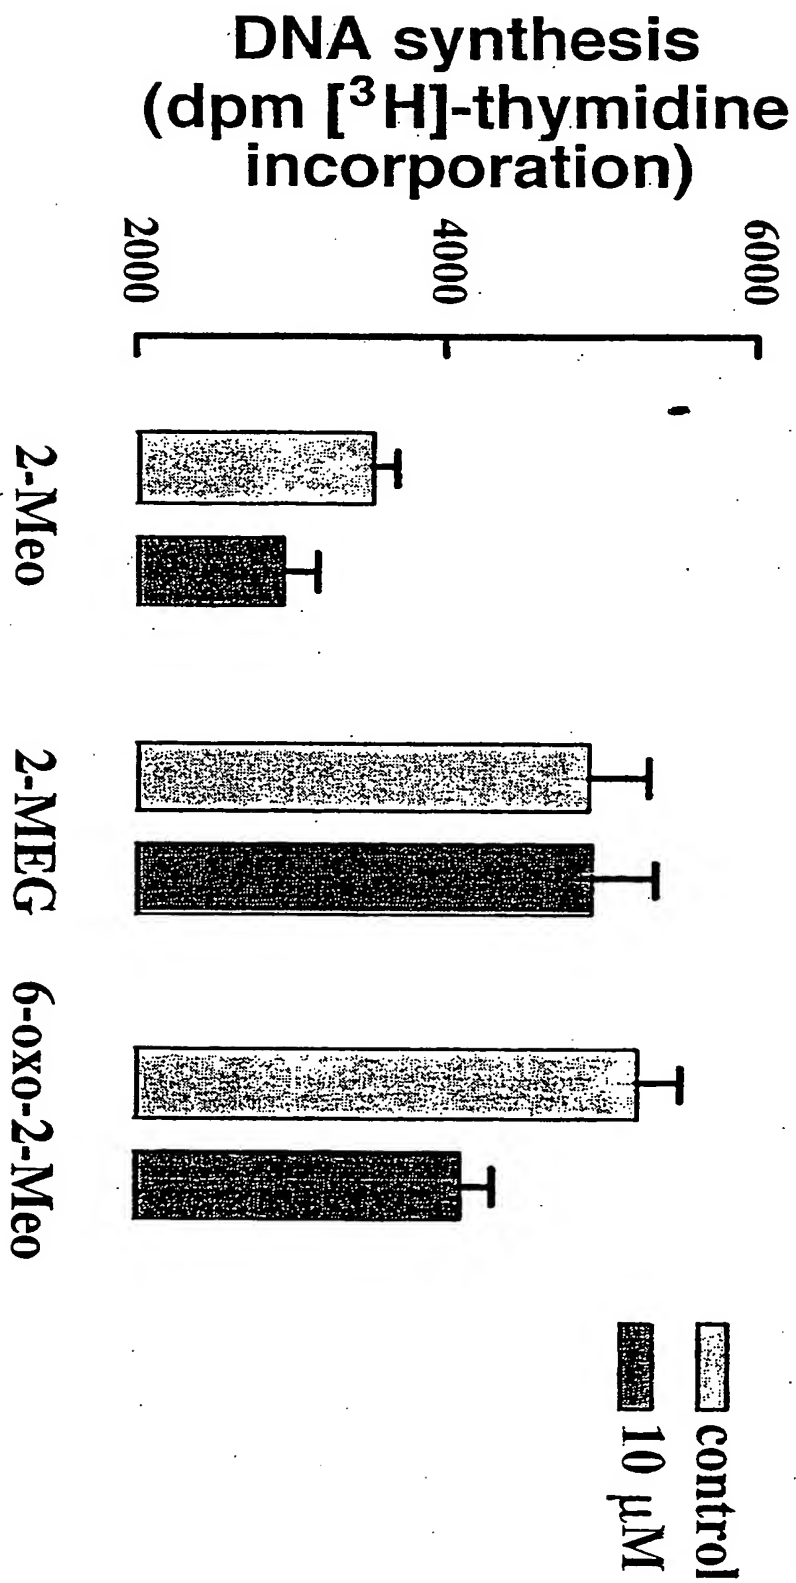 DNA synthesis
(dpm [³H]-thymidine
incorporation)
6000
4000
2000
2-Meo
2-MEG
6-oxo-2-Meo
control
10 µM